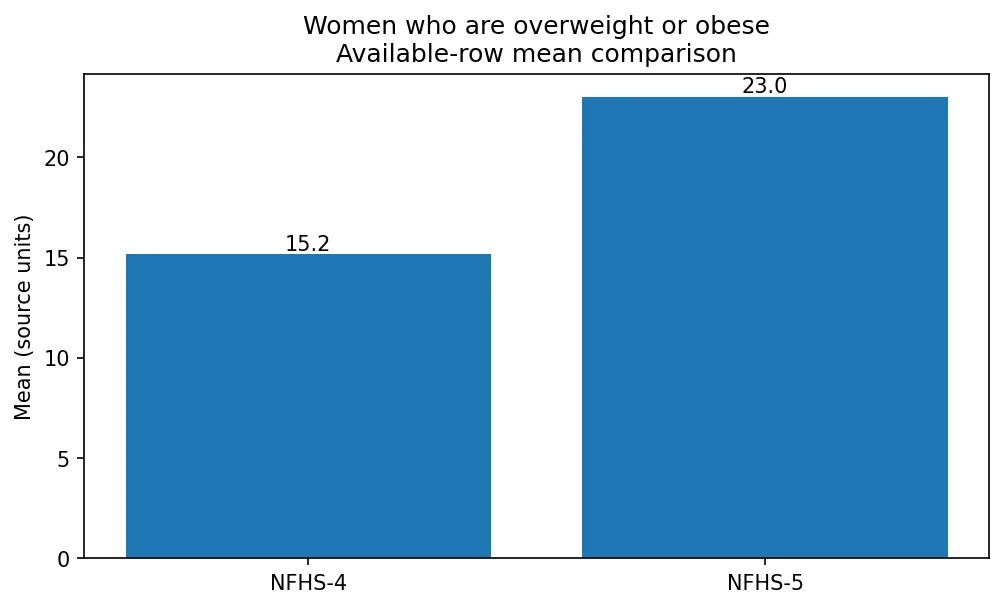 Women who are overweight or obese
Available-row mean comparison
Mean (source units)
20
15
10
5
0
15.2
23.0
NFHS-4
NFHS-5